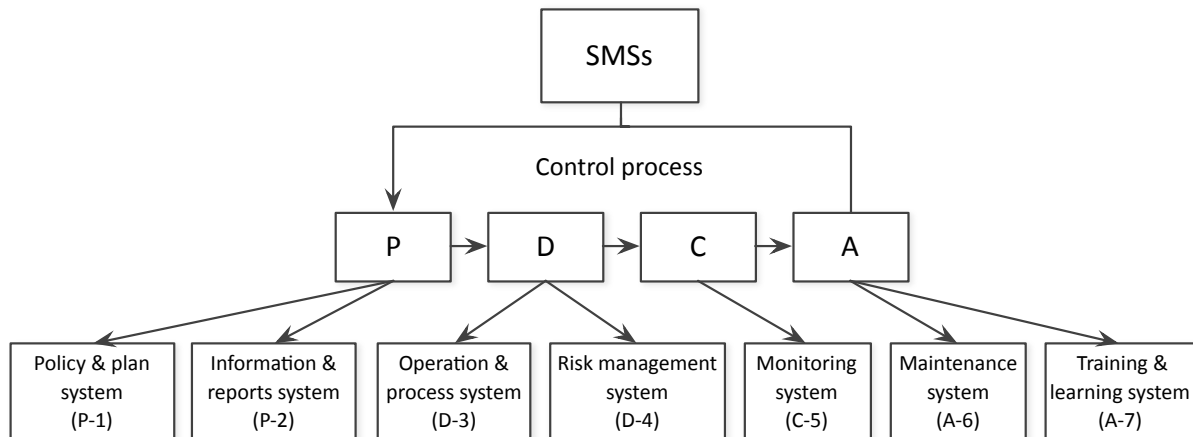 SMSs
Control process
P
D
C
A
Policy & plan
system
(P-1)
Information &
reports system
(P-2)
Operation &
process system
(D-3)
Risk management
system
(D-4)
Monitoring
system
(C-5)
Maintenance
system
(A-6)
Training &
learning system
(A-7)